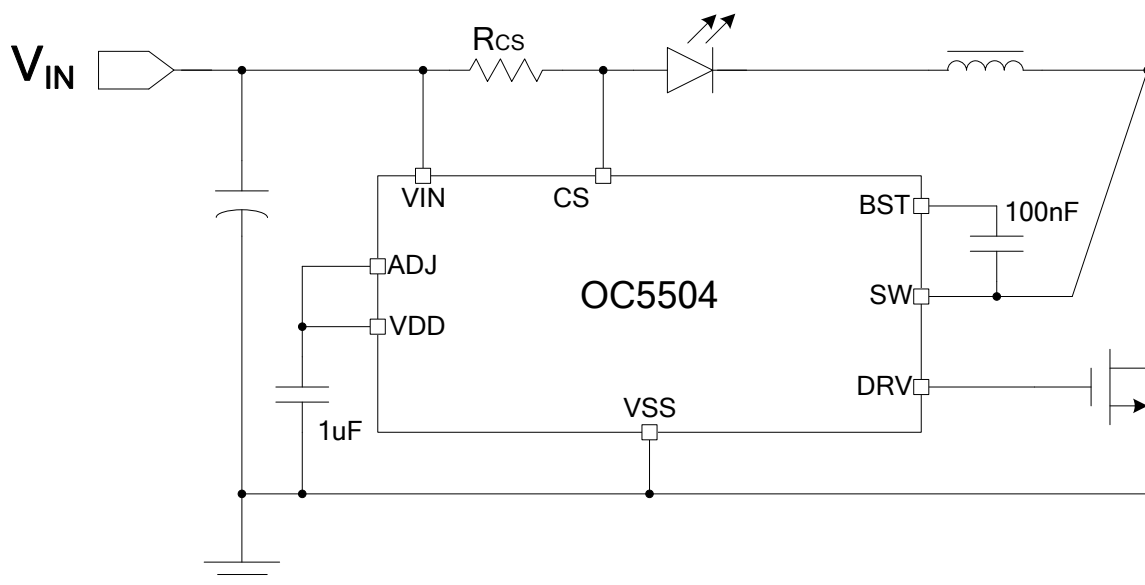 VIN
RCS
VIN
CS
BST
100nF
ADJ
OC5504
SW
VDD
DRV
VSS
1uF